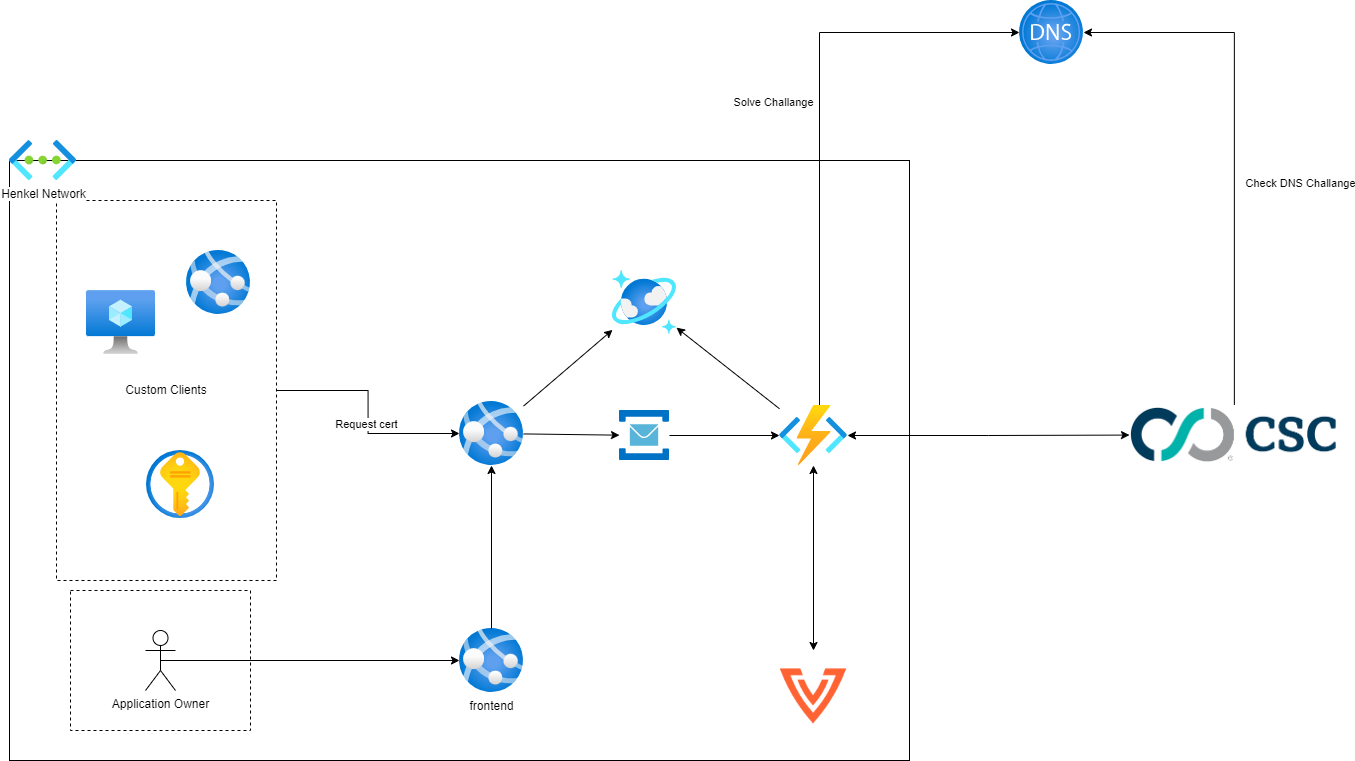 DNS
Solve Challange
Check DNS Challange
Henkel Network
Custom Clients
Request cert
CSC
Application Owner
frontend